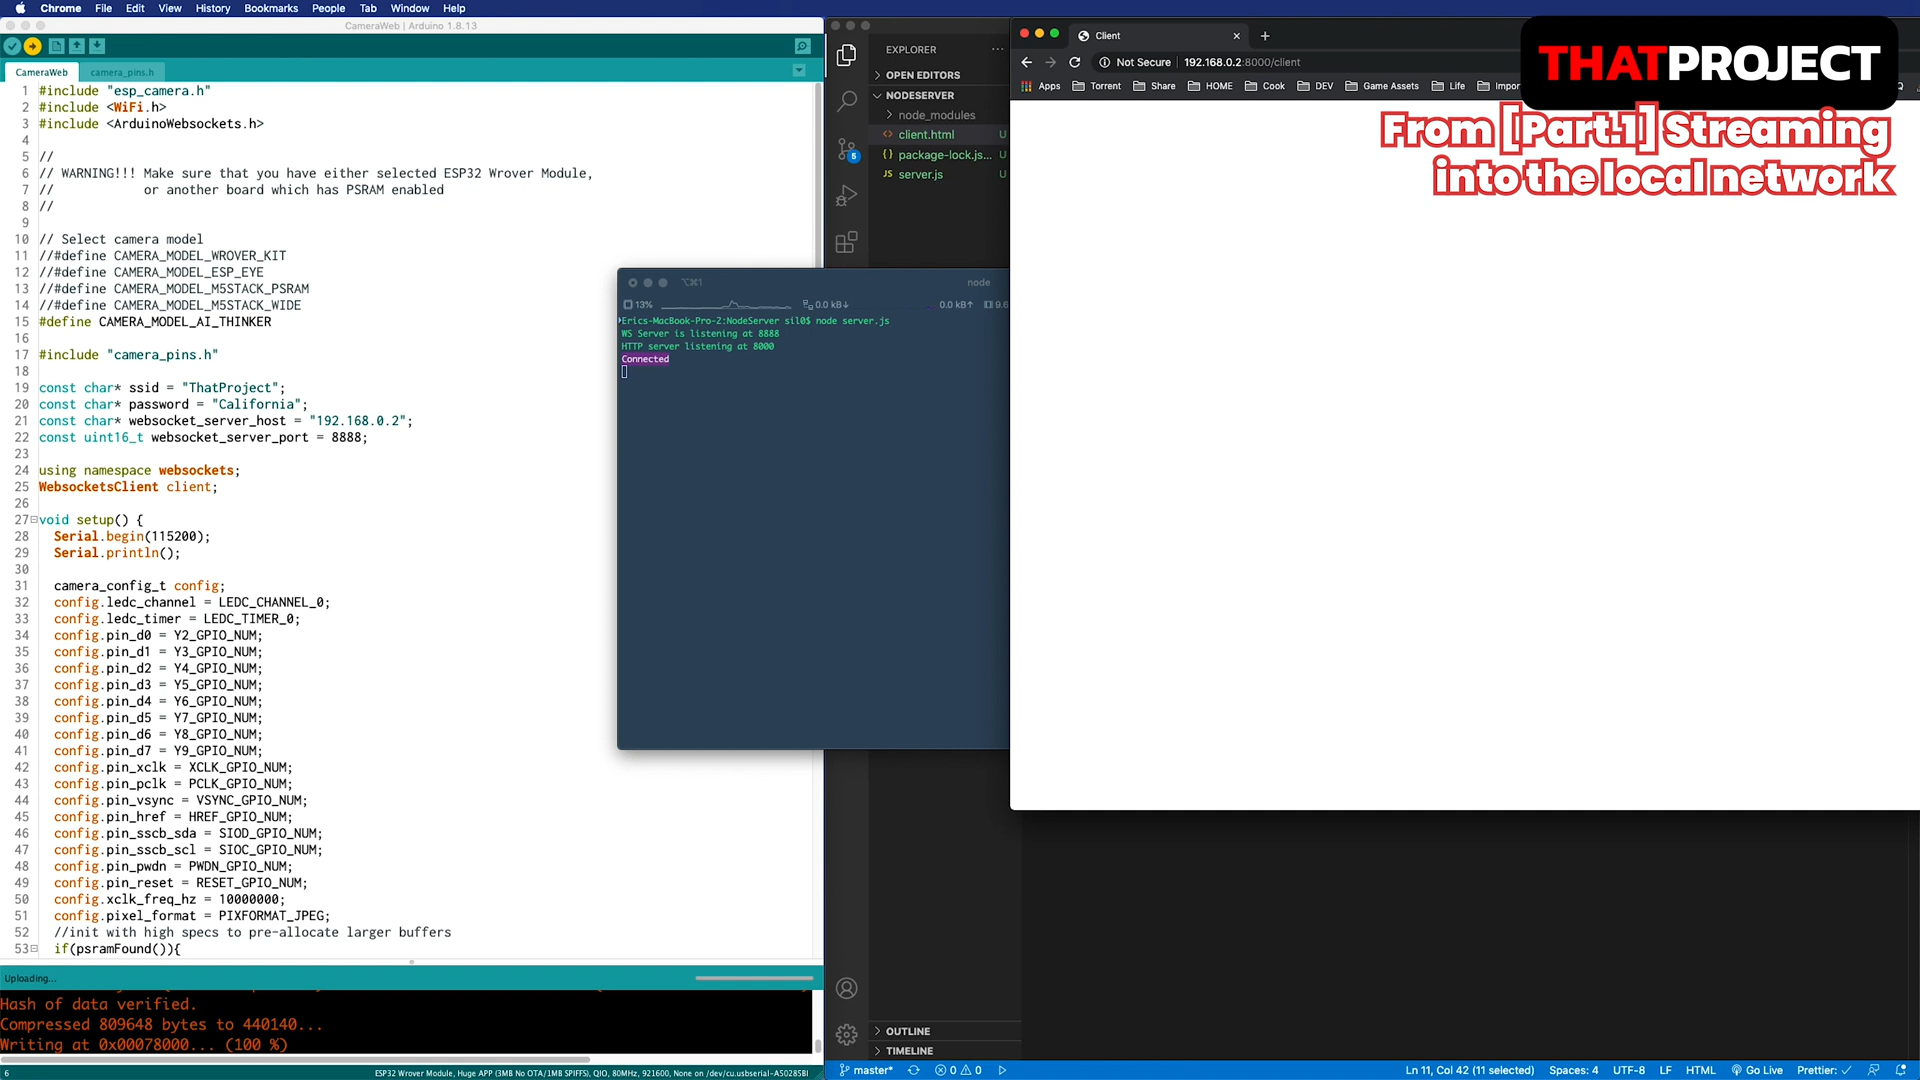 Chrome File Edit View History Bookmarks People Tab Window Help
CameraWeb | Arduino 1.8.13
CameraWeb camera_pins.h
1 #include "esp_camera.h"
2 #include <WiFi.h>
3 #include <ArduinoWebsockets.h>
4
5 //
6 // WARNING!!! Make sure that you have either selected ESP32 Wrover Module,
7 // or another board which has PSRAM enabled
8 //
9
10 // Select camera model
11 //#define CAMERA_MODEL_WROVER_KIT
12 //#define CAMERA_MODEL_ESP_EYE
13 //#define CAMERA_MODEL_M5STACK_PSRAM
14 //#define CAMERA_MODEL_M5STACK_WIDE
15 #define CAMERA_MODEL_AI_THINKER
16
17 #include "camera_pins.h"
18
19 const char* ssid = "ThatProject";
20 const char* password = "California";
21 const char* websocket_server_host = "192.168.0.2";
22 const uint16_t websocket_server_port = 8888;
23
24 using namespace websockets;
25 WebsocketsClient client;
26
27 void setup() {
28 Serial.begin(115200);
29 Serial.println();
30
31 camera_config_t config;
32 config.ledc_channel = LEDC_CHANNEL_0;
33 config.ledc_timer = LEDC_TIMER_0;
34 config.pin_d0 = Y2_GPIO_NUM;
35 config.pin_d1 = Y3_GPIO_NUM;
36 config.pin_d2 = Y4_GPIO_NUM;
37 config.pin_d3 = Y5_GPIO_NUM;
38 config.pin_d4 = Y6_GPIO_NUM;
39 config.pin_d5 = Y7_GPIO_NUM;
40 config.pin_d6 = Y8_GPIO_NUM;
41 config.pin_d7 = Y9_GPIO_NUM;
42 config.pin_xclk = XCLK_GPIO_NUM;
43 config.pin_pclk = PCLK_GPIO_NUM;
44 config.pin_vsync = VSYNC_GPIO_NUM;
45 config.pin_href = HREF_GPIO_NUM;
46 config.pin_sscb_sda = SIOD_GPIO_NUM;
47 config.pin_sscb_scl = SIOC_GPIO_NUM;
48 config.pin_pwdn = PWDN_GPIO_NUM;
49 config.pin_reset = RESET_GPIO_NUM;
50 config.xclk_freq_hz = 10000000;
51 config.pixel_format = PIXFORMAT_JPEG;
52 //init with high specs to pre-allocate larger buffers
53 if(psramFound()){
Uploading...
Hash of data verified.
Compressed 809648 bytes to 440140...
Writing at 0x00078000... (100 %)
6 ESP32 Wrover Module, Huge APP (3MB No OTA/1MB SPIFFS), QIO, 80MHz, 921600, None on /dev/cu.usbserial-A50285BI
⌥⌘1 node
13% 0.0 kB↓ 0.0 kB↑ 9.6
Erics-MacBook-Pro-2:NodeServer sil0$ node server.js
WS Server is listening at 8888
HTTP server listening at 8000
Connected
EXPLORER ...
OPEN EDITORS
NODESERVER
node_modules
client.html U
package-lock.js... U
server.js U
5
OUTLINE
TIMELINE
master* 0 0
Ln 11, Col 42 (11 selected) Spaces: 4 UTF-8 LF HTML Go Live Prettier: ✓
Client
Not Secure 192.168.0.2:8000/client
Apps Torrent Share HOME Cook DEV Game Assets Life Impor
THATPROJECT
From [Part.1] Streaming
into the local network